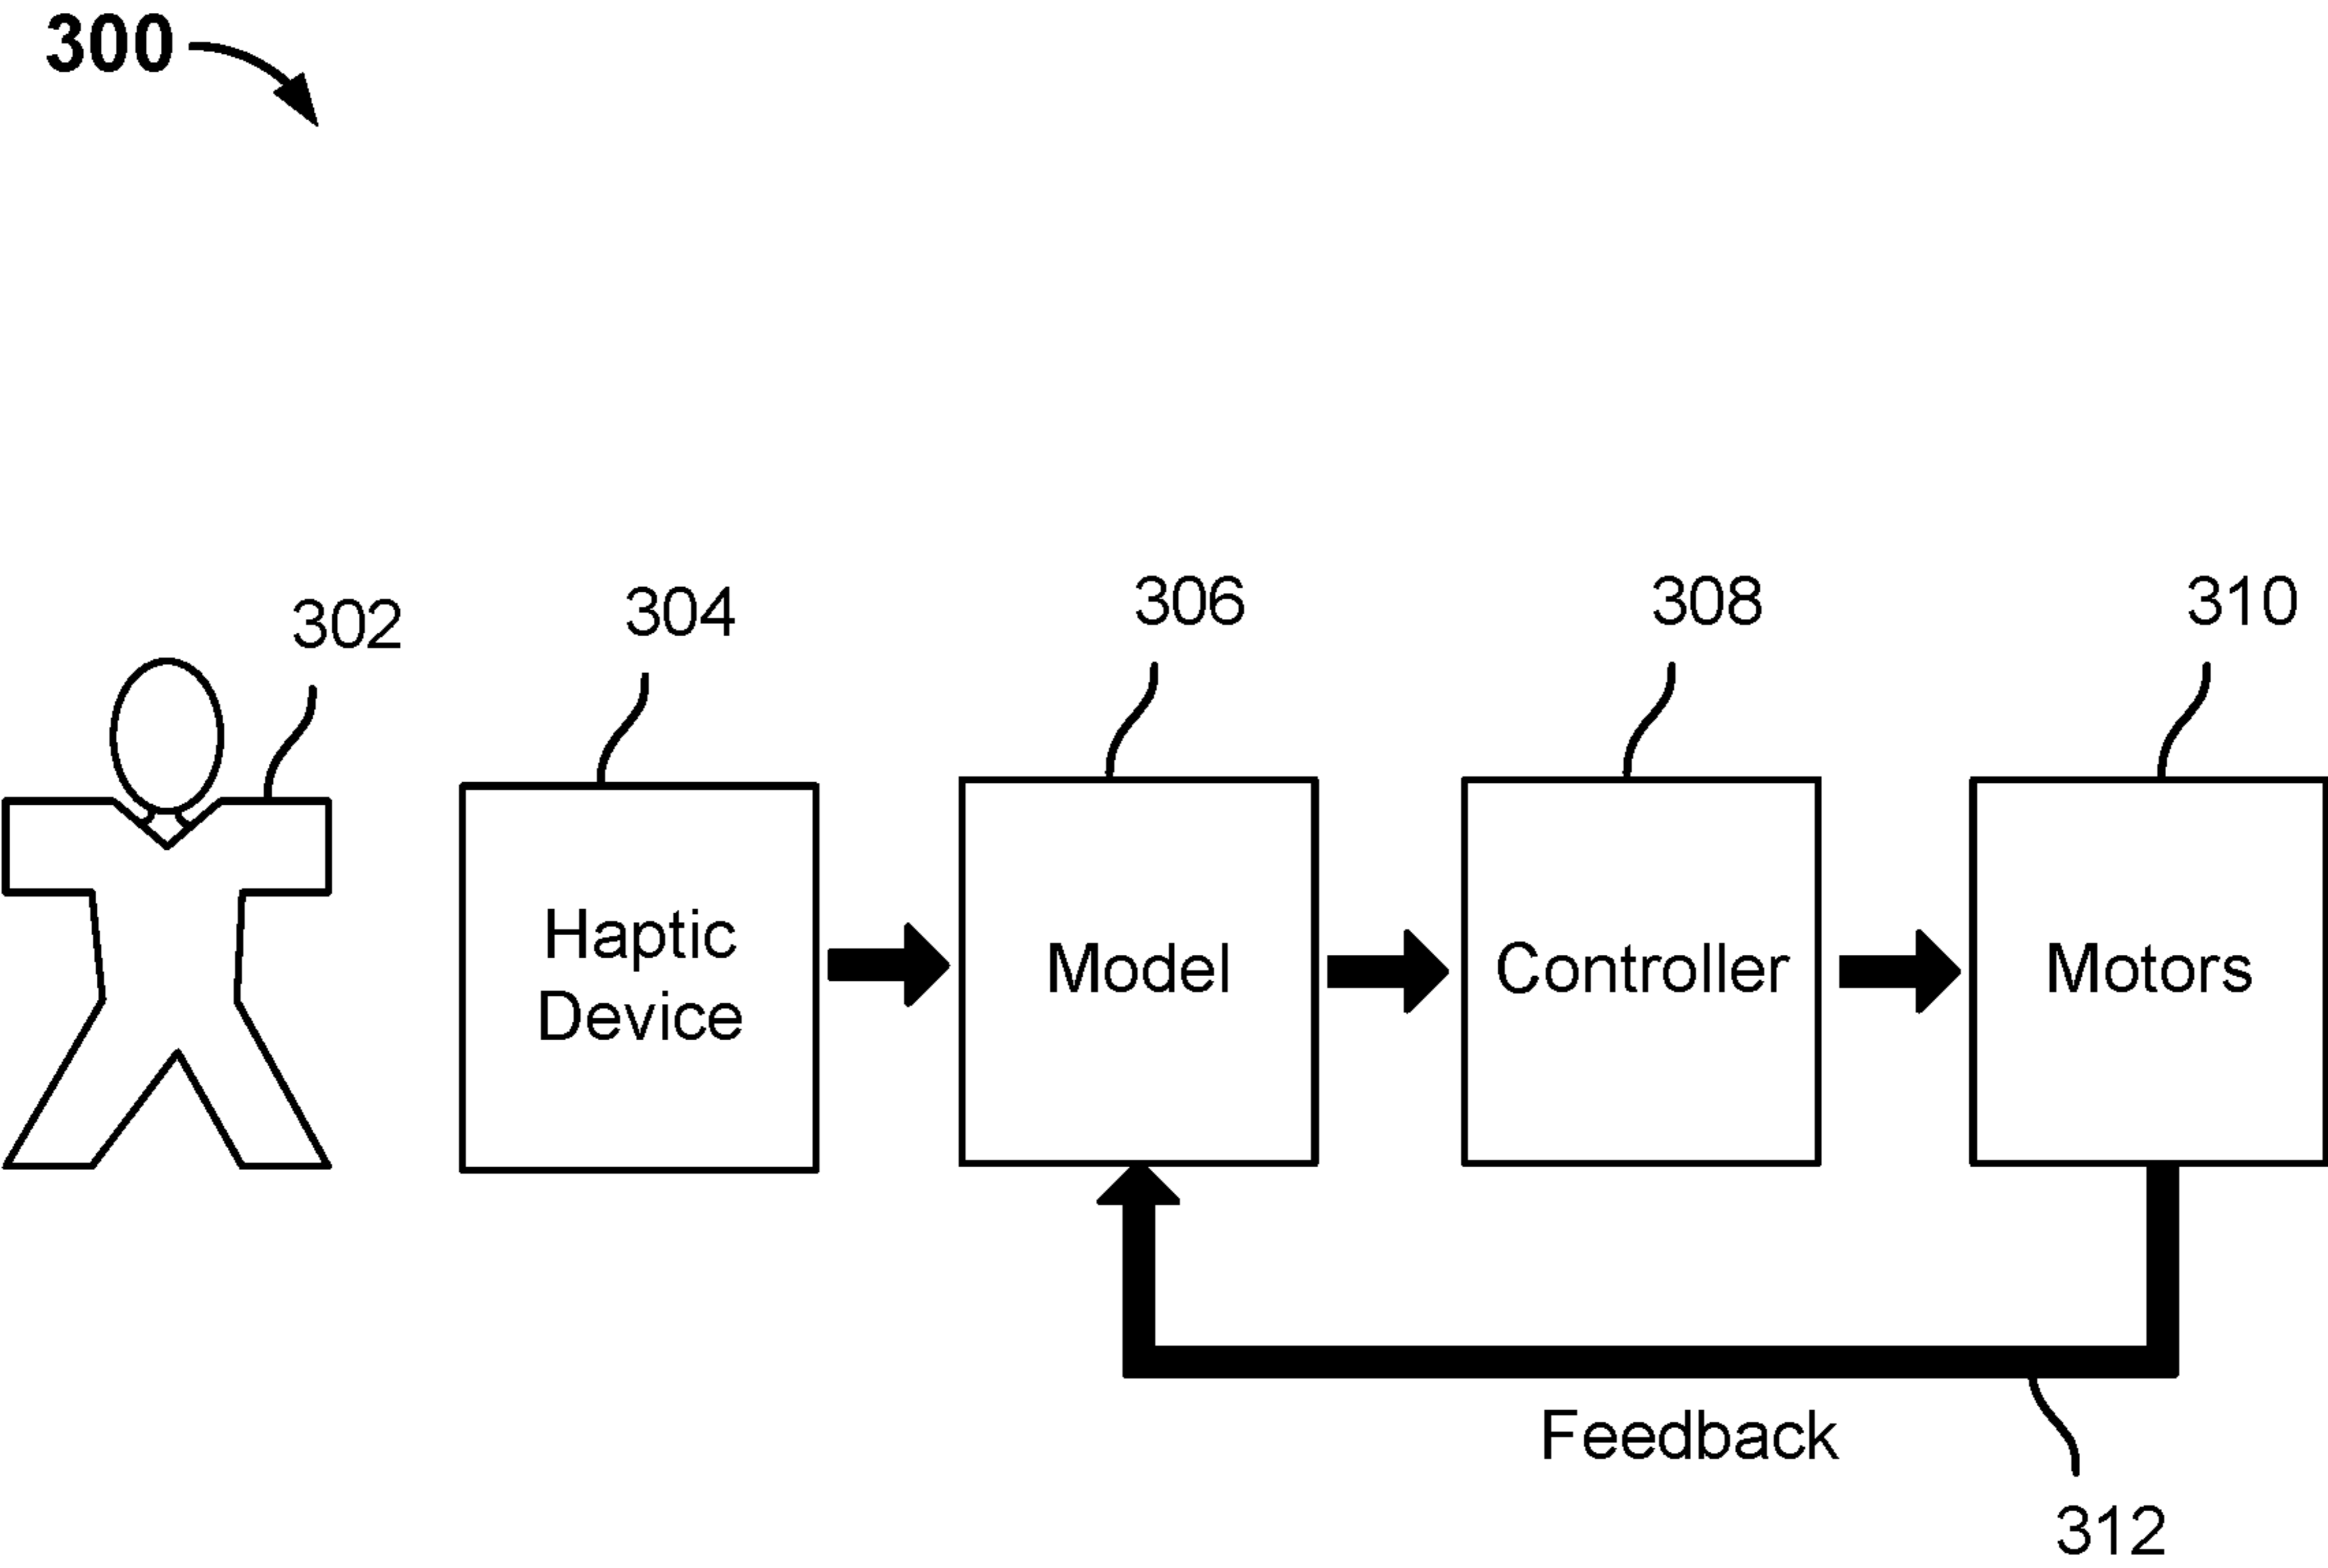 300
302
304
306
308
310
Haptic
Device
Model
Controller
Motors
Feedback
312